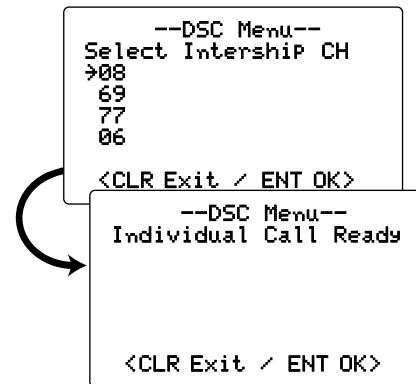 --DSC Menu--
Select Intership CH
→08
69
77
06
<CLR Exit / ENT OK>
--DSC Menu--
Individual Call Ready
<CLR Exit / ENT OK>